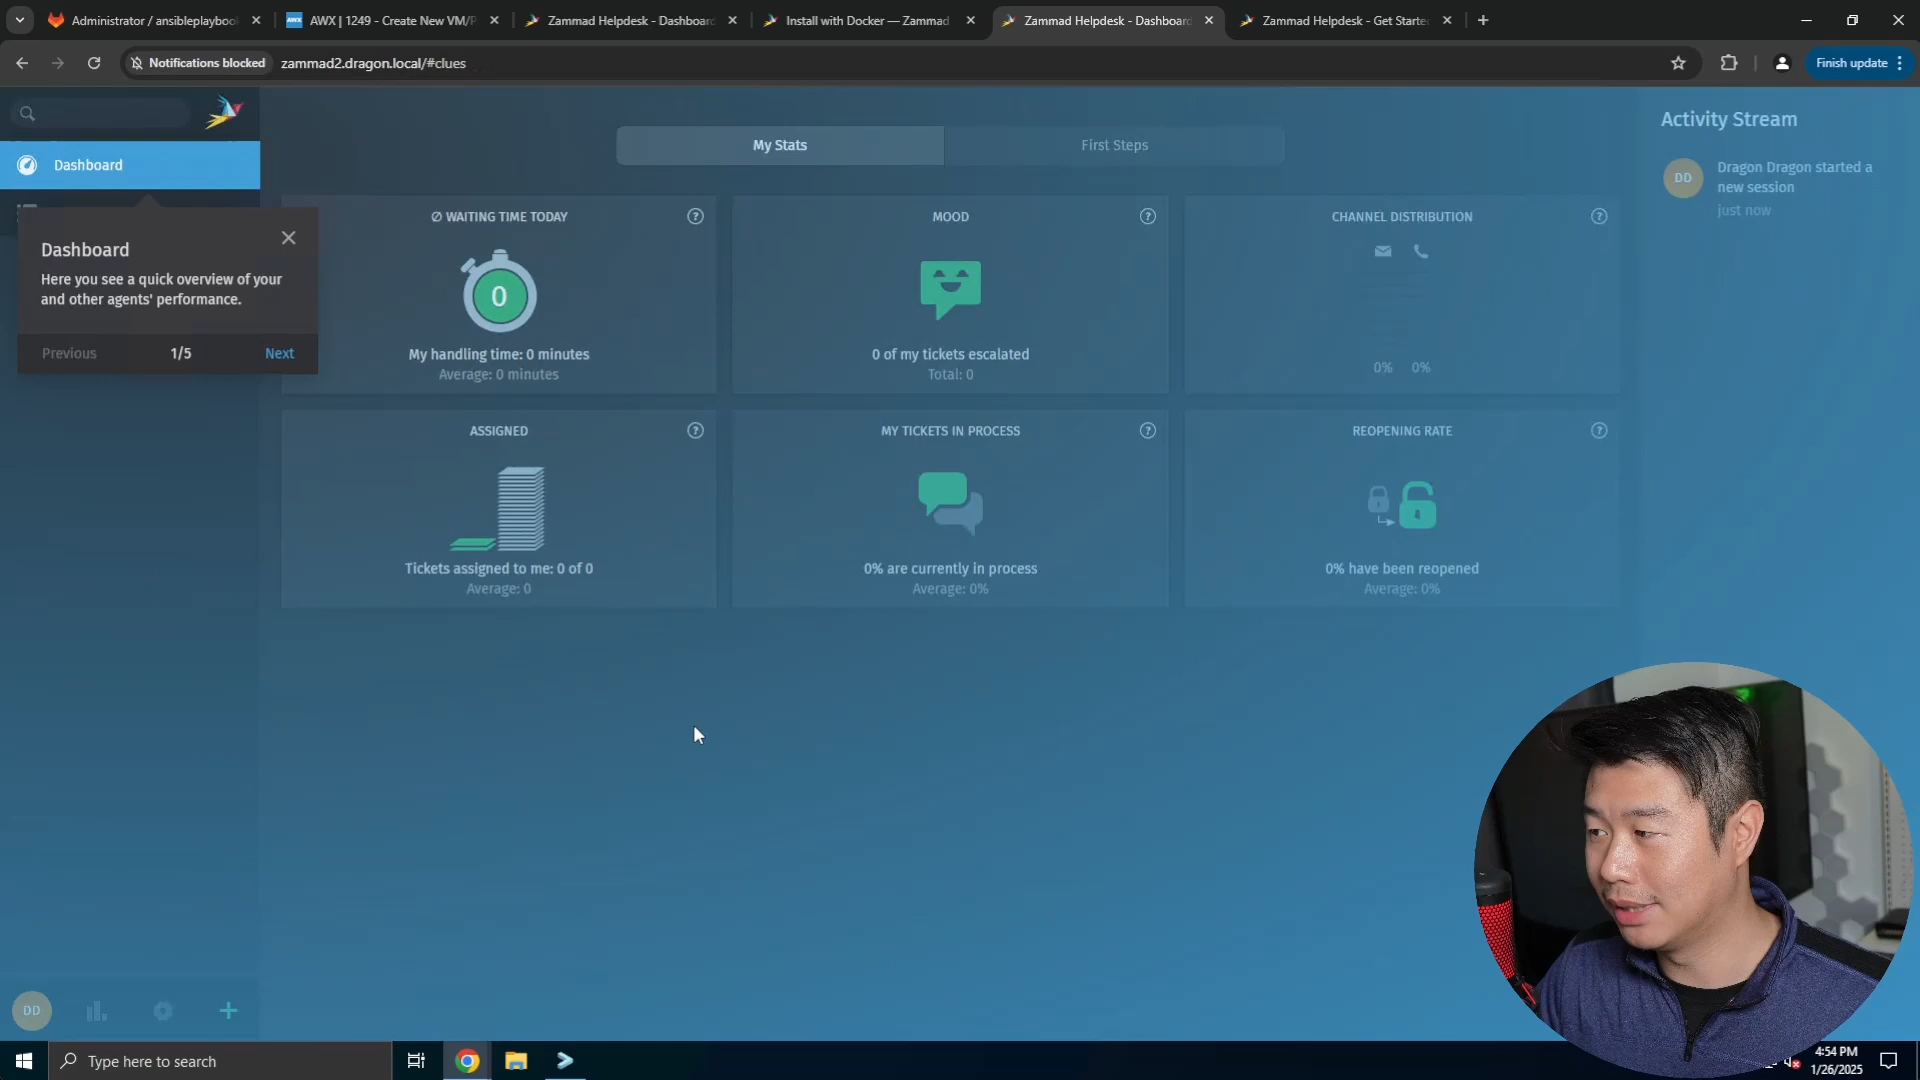 Administrator / ansibleplaybook
AWX | 1249 - Create New VM/P
Zammad Helpdesk - Dashboard
Install with Docker — Zammad
Zammad Helpdesk - Dashboard
Zammad Helpdesk - Get Starte
Notifications blocked
zammad2.dragon.local/#clues
Finish update
Dashboard
My Stats
First Steps
Activity Stream
DD
Dragon Dragon started a
new session
just now
Dashboard
Here you see a quick overview of your
and other agents' performance.
Previous
1/5
Next
∅ WAITING TIME TODAY
0
My handling time: 0 minutes
Average: 0 minutes
MOOD
0 of my tickets escalated
Total: 0
CHANNEL DISTRIBUTION
0% 0%
ASSIGNED
Tickets assigned to me: 0 of 0
Average: 0
MY TICKETS IN PROCESS
0% are currently in process
Average: 0%
REOPENING RATE
0% have been reopened
Average: 0%
DD
Type here to search
4:54 PM
1/26/2025